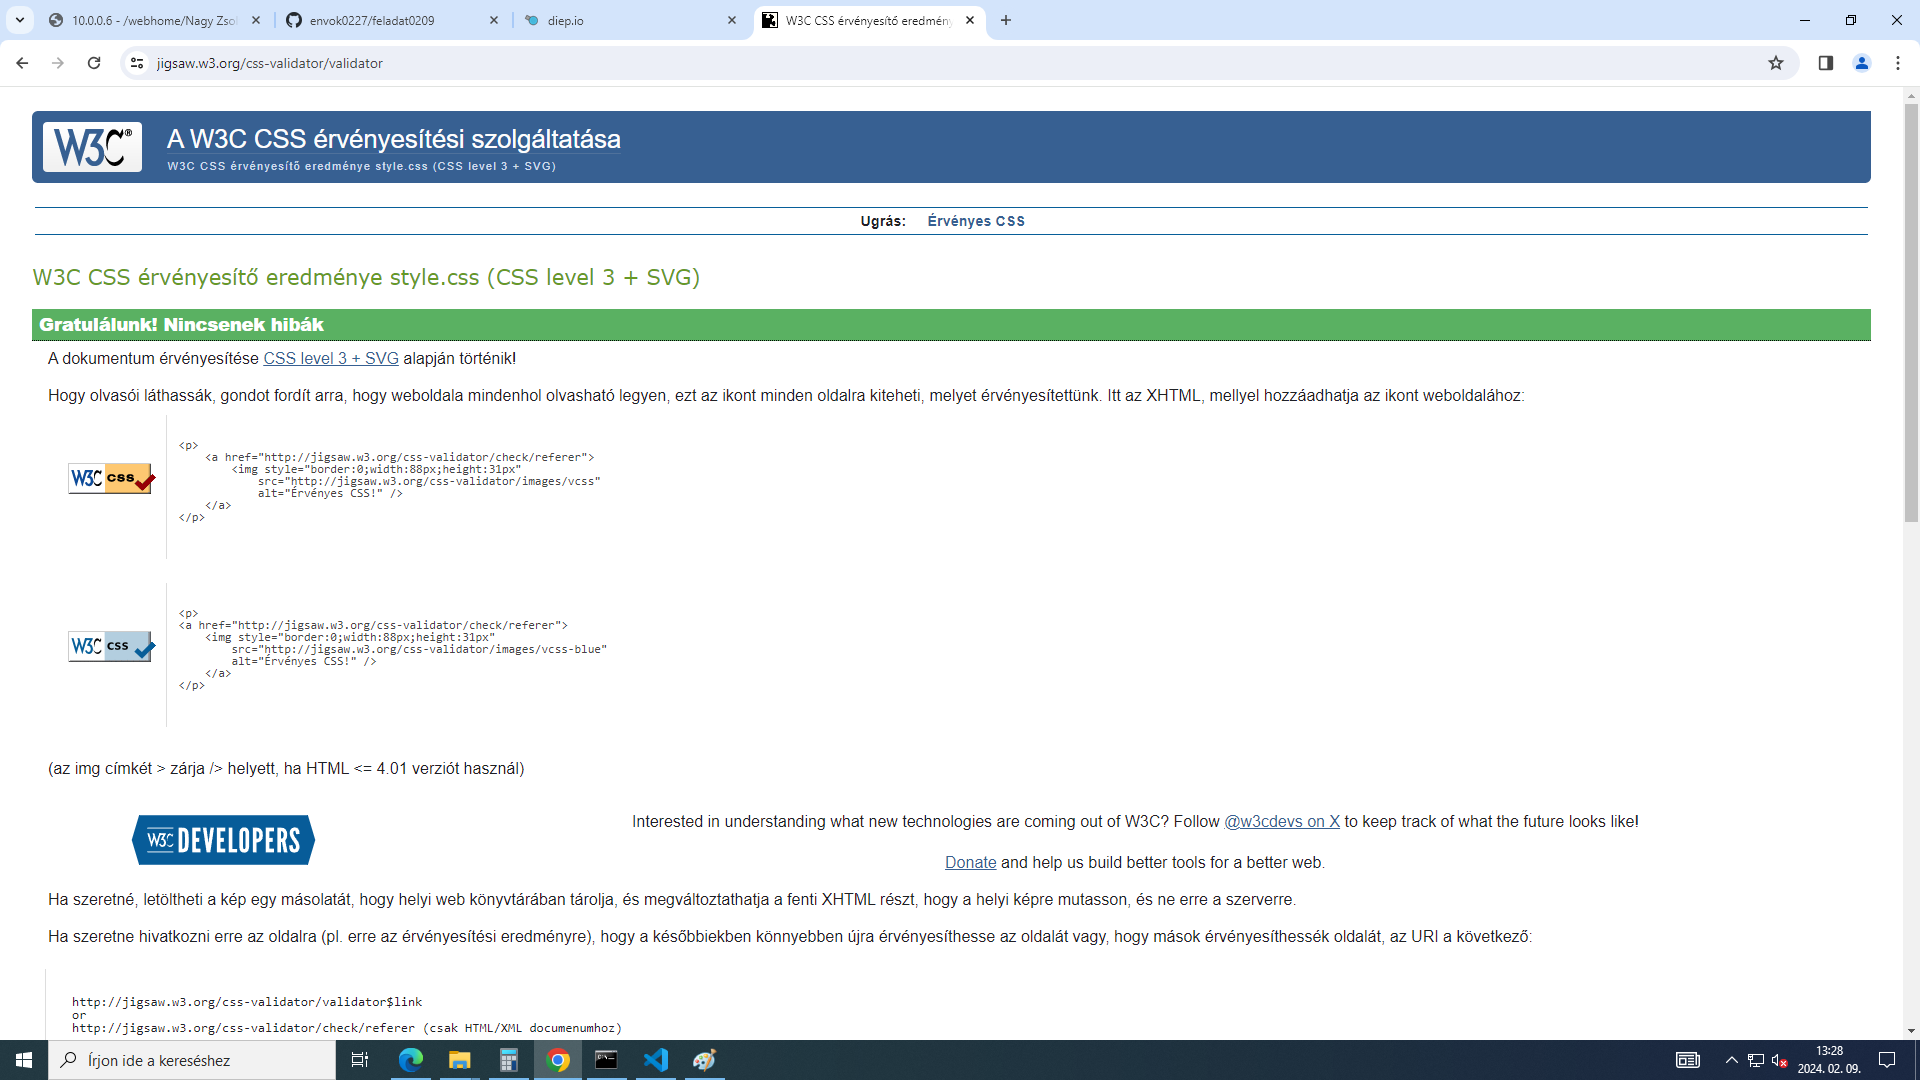 10.0.0.6 - /webhome/Nagy Zsol
envok0227/feladat0209
diep.io
W3C CSS érvényesítő eredmény
jigsaw.w3.org/css-validator/validator
W3C®
A W3C CSS érvényesítési szolgáltatása
W3C CSS érvényesítő eredménye style.css (CSS level 3 + SVG)
Ugrás: Érvényes CSS
W3C CSS érvényesítő eredménye style.css (CSS level 3 + SVG)
Gratulálunk! Nincsenek hibák
A dokumentum érvényesítése CSS level 3 + SVG alapján történik!
Hogy olvasói láthassák, gondot fordít arra, hogy weboldala mindenhol olvasható legyen, ezt az ikont minden oldalra kiteheti, melyet érvényesítettünk. Itt az XHTML, mellyel hozzáadhatja az ikont weboldalához:
W3C CSS
<p>
<a href="http://jigsaw.w3.org/css-validator/check/referer">
<img style="border:0;width:88px;height:31px"
src="http://jigsaw.w3.org/css-validator/images/vcss"
alt="Érvényes CSS!" />
</a>
</p>
W3C CSS
<p>
<a href="http://jigsaw.w3.org/css-validator/check/referer">
<img style="border:0;width:88px;height:31px"
src="http://jigsaw.w3.org/css-validator/images/vcss-blue"
alt="Érvényes CSS!" />
</a>
</p>
(az img címkét > zárja /> helyett, ha HTML <= 4.01 verziót használ)
W3C DEVELOPERS
Interested in understanding what new technologies are coming out of W3C? Follow @w3cdevs on X to keep track of what the future looks like!
Donate and help us build better tools for a better web.
Ha szeretné, letöltheti a kép egy másolatát, hogy helyi web könyvtárában tárolja, és megváltoztathatja a fenti XHTML részt, hogy a helyi képre mutasson, és ne erre a szerverre.
Ha szeretne hivatkozni erre az oldalra (pl. erre az érvényesítési eredményre), hogy a későbbiekben könnyebben újra érvényesíthesse az oldalát vagy, hogy mások érvényesíthessék oldalát, az URI a következő:
http://jigsaw.w3.org/css-validator/validator$link
or
http://jigsaw.w3.org/css-validator/check/referer (csak HTML/XML documenumhoz)
Írjon ide a kereséshez
13:28
2024. 02. 09.